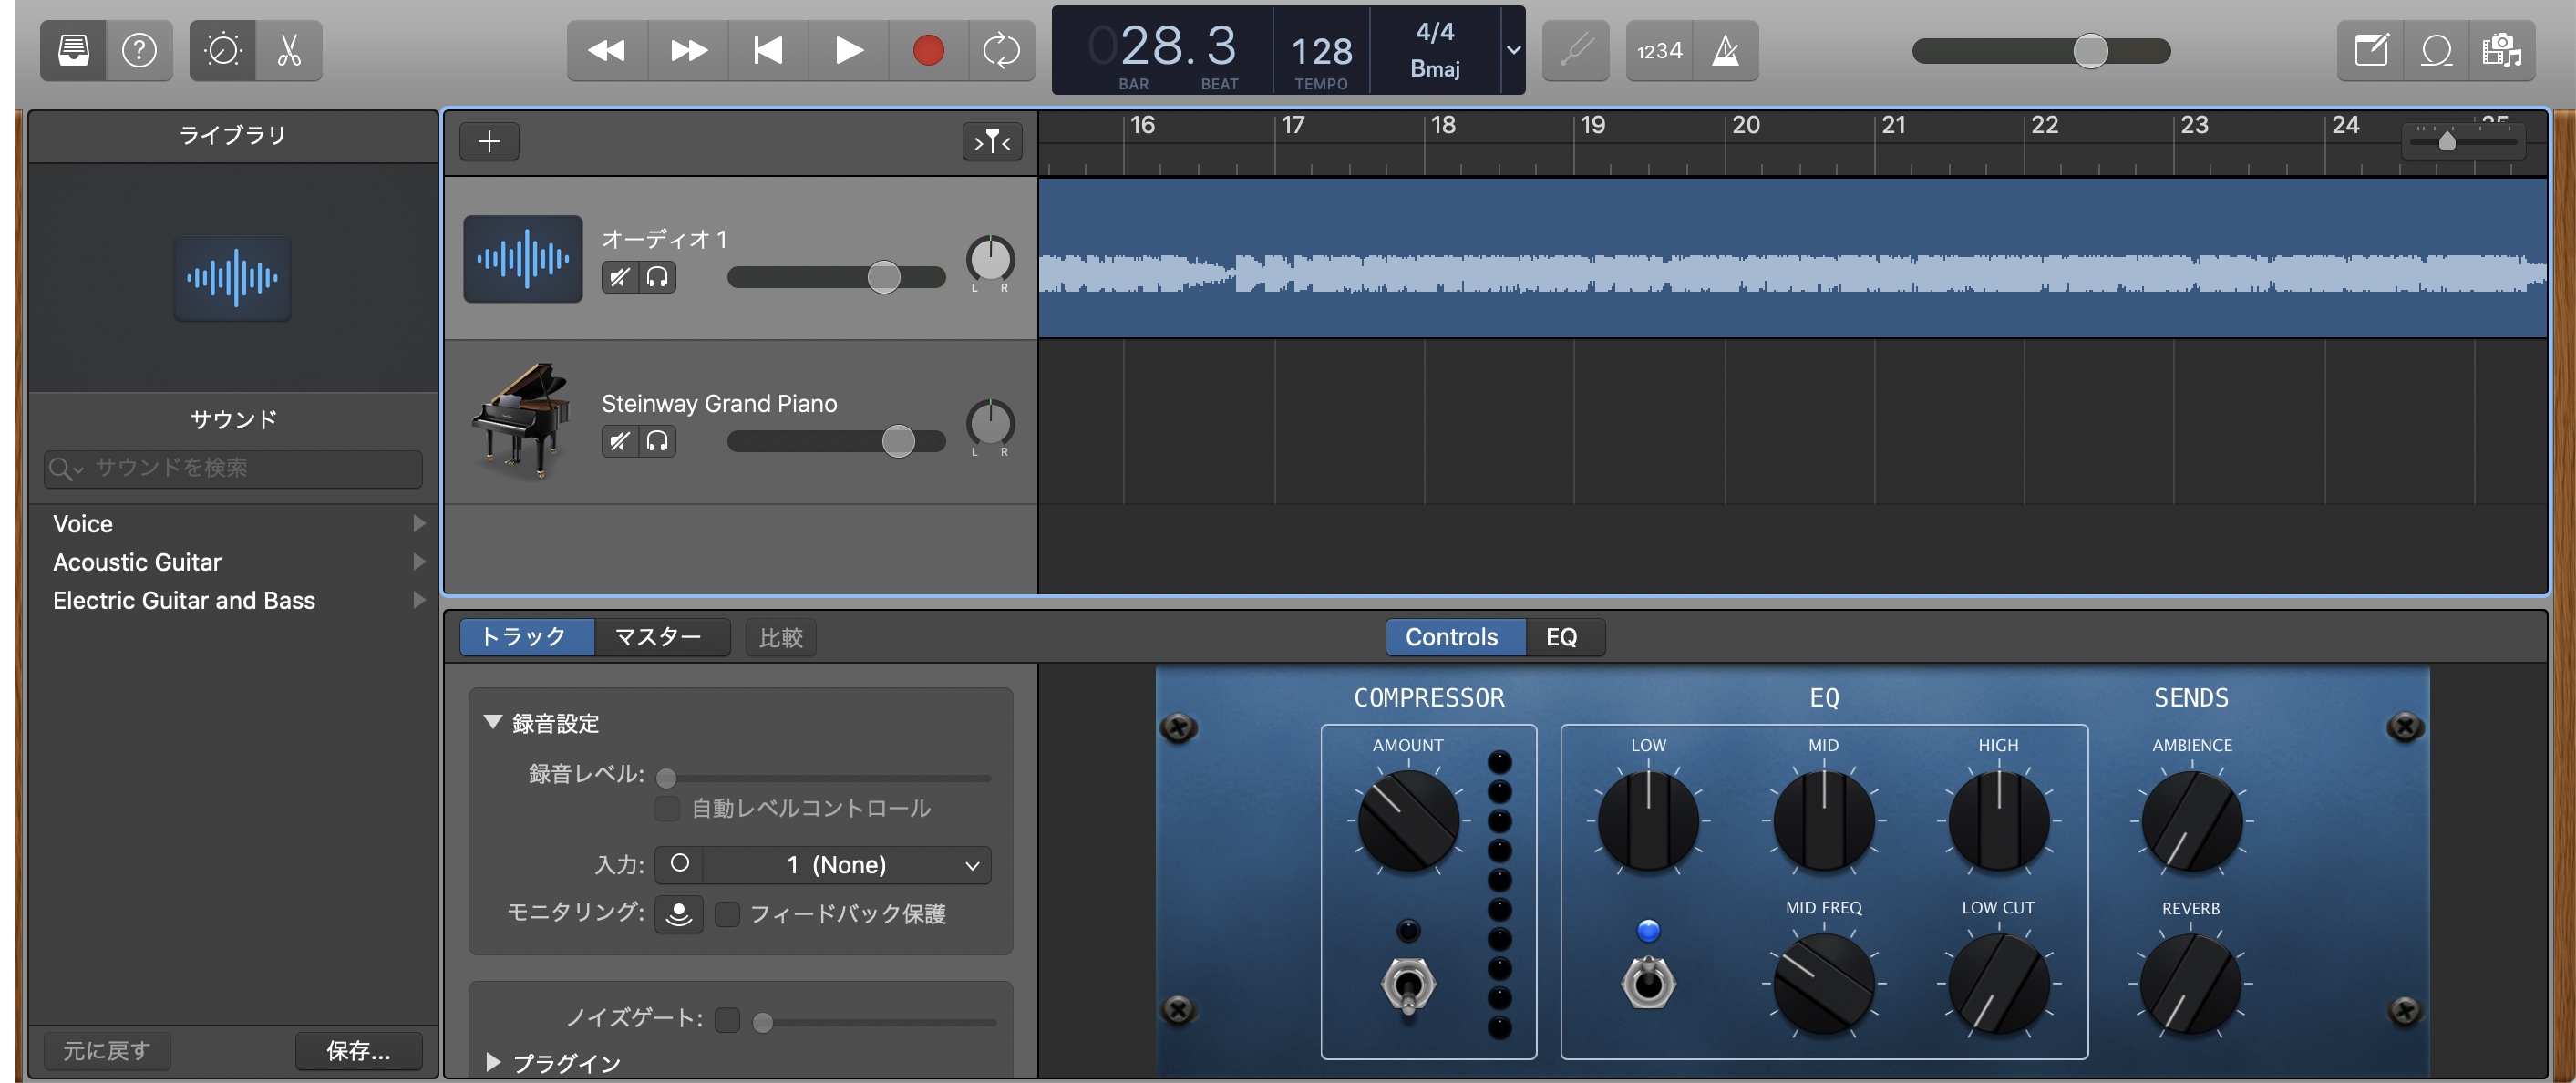 028.3
BAR
BEAT
128
TEMPO
4/4
Bmaj
1234
ライブラリ
サウンド
サウンドを検索
Voice
Acoustic Guitar
Electric Guitar and Bass
元に戻す
保存...
16 17 18 19 20 21 22 23 24
オーディオ 1
L R
Steinway Grand Piano
L R
トラック
マスター
比較
Controls
EQ
録音設定
録音レベル:
自動レベルコントロール
入力:
1 (None)
モニタリング:
フィードバック保護
ノイズゲート:
プラグイン
COMPRESSOR
AMOUNT
EQ
LOW
MID
HIGH
MID FREQ
LOW CUT
SENDS
AMBIENCE
REVERB